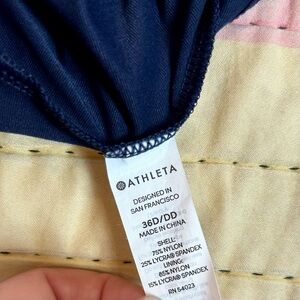 ATHLETA
DESIGNED IN
SAN FRANCISCO
36D/DD
MADE IN CHINA
SHELL:
75% NYLON
25% LYCRA® SPANDEX
LINING:
85% NYLON
15% LYCRA® SPANDEX
RN 54023